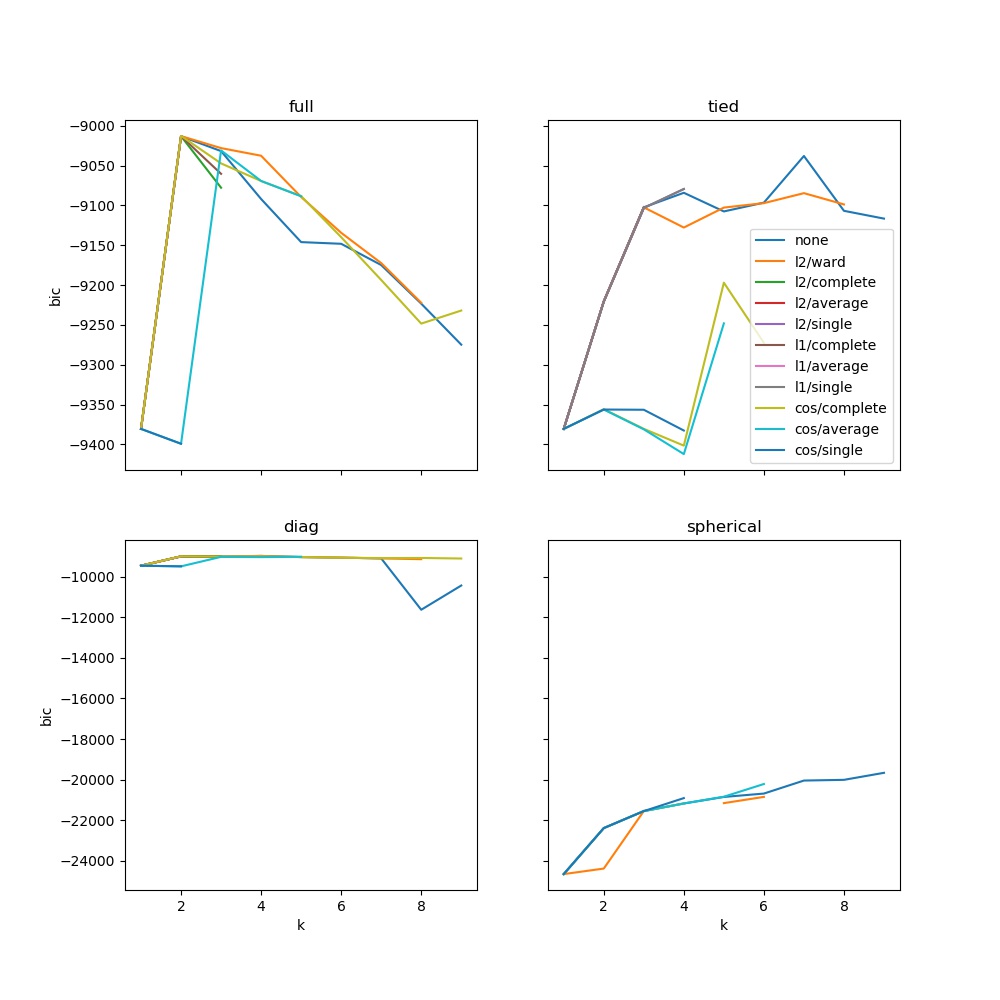 full
tied
−9000
−9050
−9100
−9150
−9200
−9250
−9300
−9350
−9400
bic
none
l2/ward
l2/complete
l2/average
l2/single
l1/complete
l1/average
l1/single
cos/complete
cos/average
cos/single
diag
spherical
−10000
−12000
−14000
−16000
−18000
−20000
−22000
−24000
bic
2 4 6 8
2 4 6 8
k
k